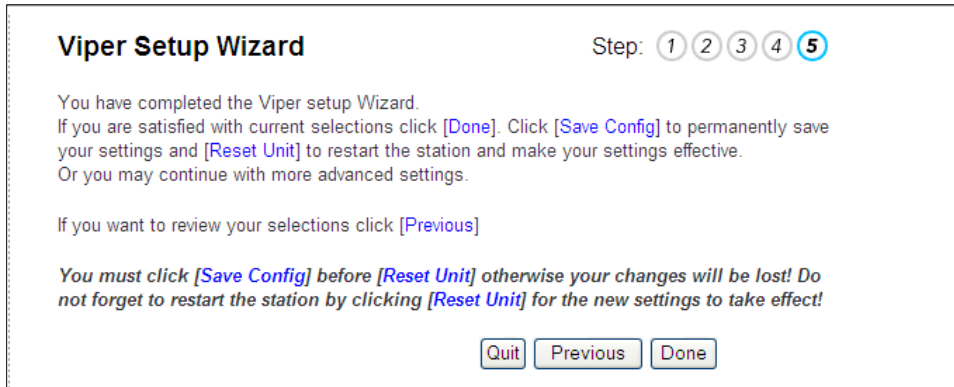 Viper Setup Wizard
Step: 1 2 3 4 5
You have completed the Viper setup Wizard.
If you are satisfied with current selections click [Done]. Click [Save Config] to permanently save
your settings and [Reset Unit] to restart the station and make your settings effective.
Or you may continue with more advanced settings.
If you want to review your selections click [Previous]
You must click [Save Config] before [Reset Unit] otherwise your changes will be lost! Do
not forget to restart the station by clicking [Reset Unit] for the new settings to take effect!
Quit Previous Done